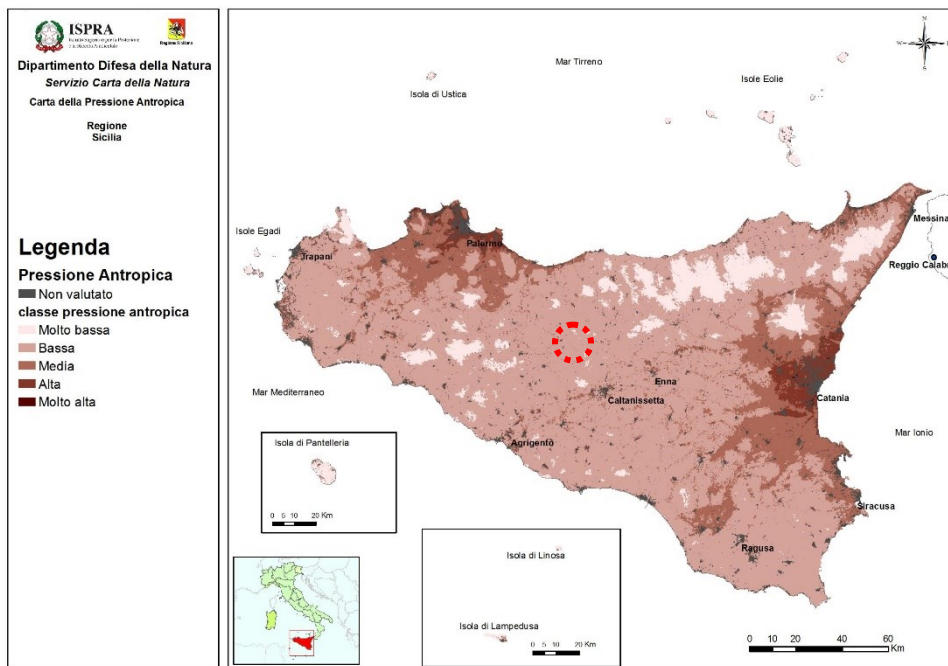 ISPRA
Regione Siciliana
Dipartimento Difesa della Natura
Servizio Carta della Natura
Carta della Pressione Antropica
Regione
Sicilia
Legenda
Pressione Antropica
Non valutato
classe pressione antropica
Molto bassa
Bassa
Media
Alta
Molto alta
N
S
Mar Tirreno
Isole Eolie
Isola di Ustica
Messina
Isole Egadi
Palermo
Trapani
Reggio Calabr
Enna
Caltanissetta
Mar Mediterraneo
Catania
Mar Ionio
Agrigento
Isola di Pantelleria
0 5 10 20 Km
Siracusa
Ragusa
Isola di Linosa
Isola di Lampedusa
0 5 10 20 Km
0 10 20 40 60
KM